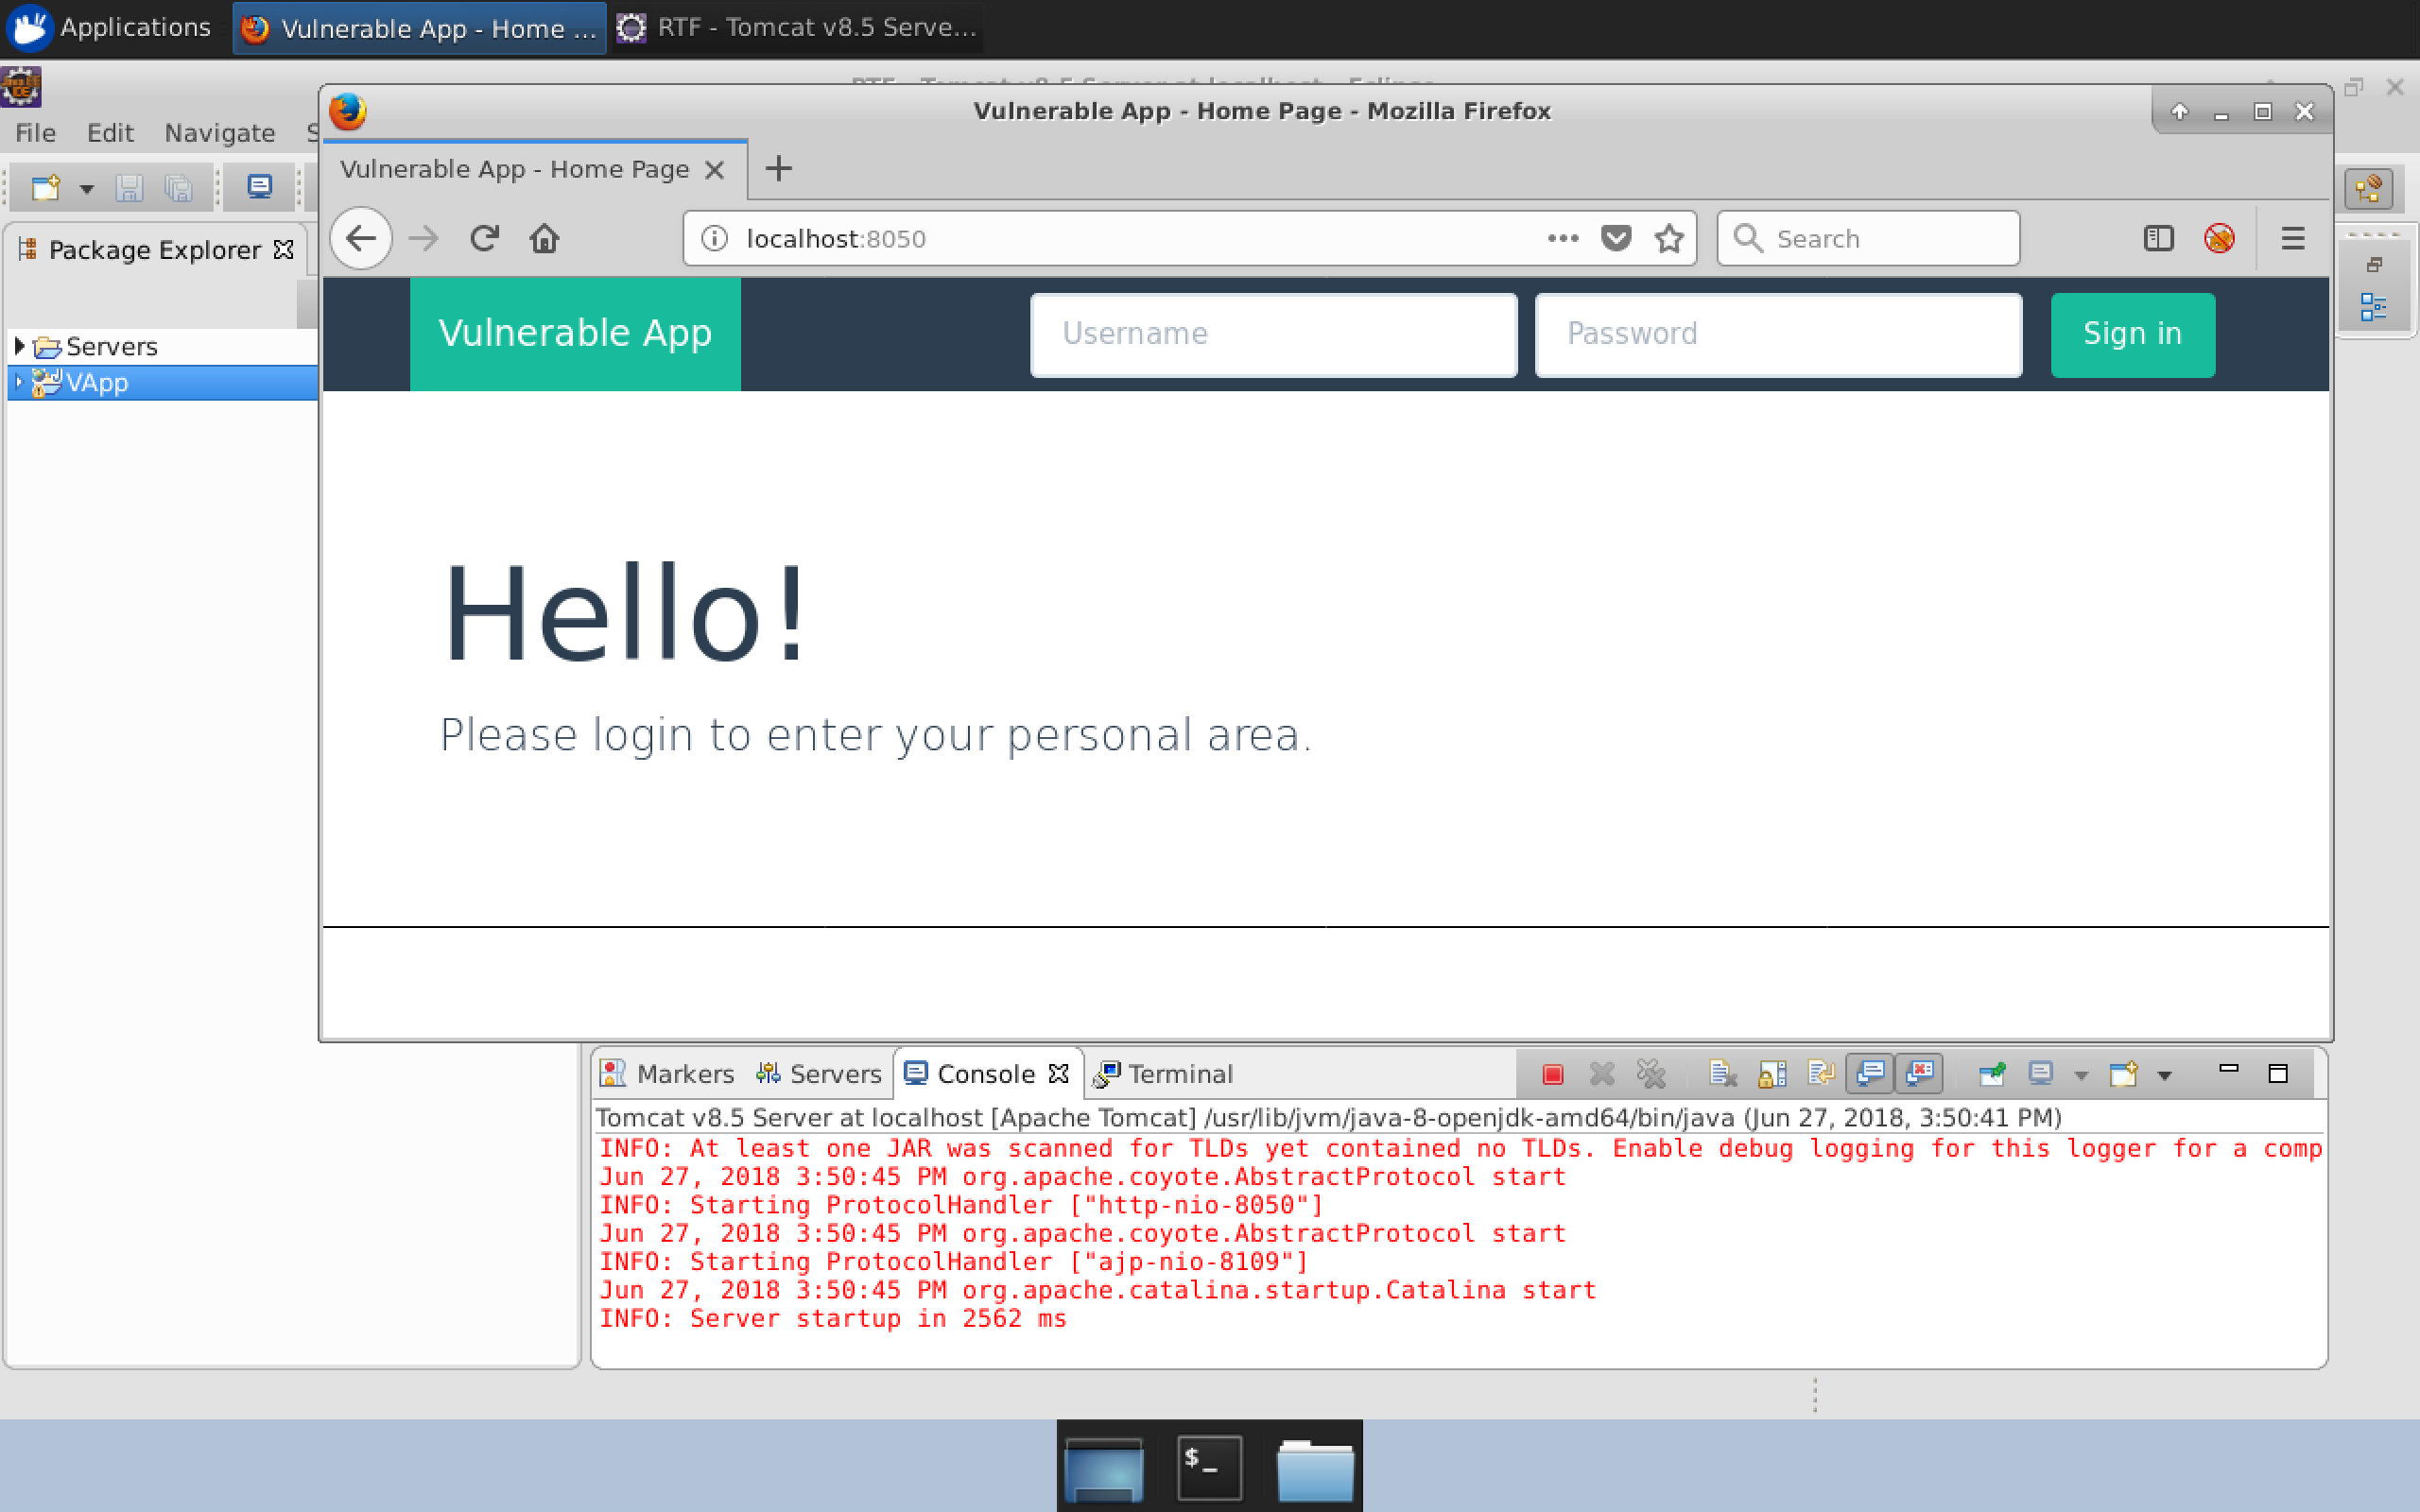 Applications
Vulnerable App - Home ...
RTF - Tomcat v8.5 Serve...
File Edit Navigate S
Package Explorer
Servers
VApp
Vulnerable App - Home Page - Mozilla Firefox
Vulnerable App - Home Page
localhost:8050
Search
Vulnerable App
Username
Password
Sign in
Hello!
Please login to enter your personal area.
Markers
Servers
Console
Terminal
Tomcat v8.5 Server at localhost [Apache Tomcat] /usr/lib/jvm/java-8-openjdk-amd64/bin/java (Jun 27, 2018, 3:50:41 PM)
INFO: At least one JAR was scanned for TLDs yet contained no TLDs. Enable debug logging for this logger for a comp
Jun 27, 2018 3:50:45 PM org.apache.coyote.AbstractProtocol start
INFO: Starting ProtocolHandler ["http-nio-8050"]
Jun 27, 2018 3:50:45 PM org.apache.coyote.AbstractProtocol start
INFO: Starting ProtocolHandler ["ajp-nio-8109"]
Jun 27, 2018 3:50:45 PM org.apache.catalina.startup.Catalina start
INFO: Server startup in 2562 ms
$_